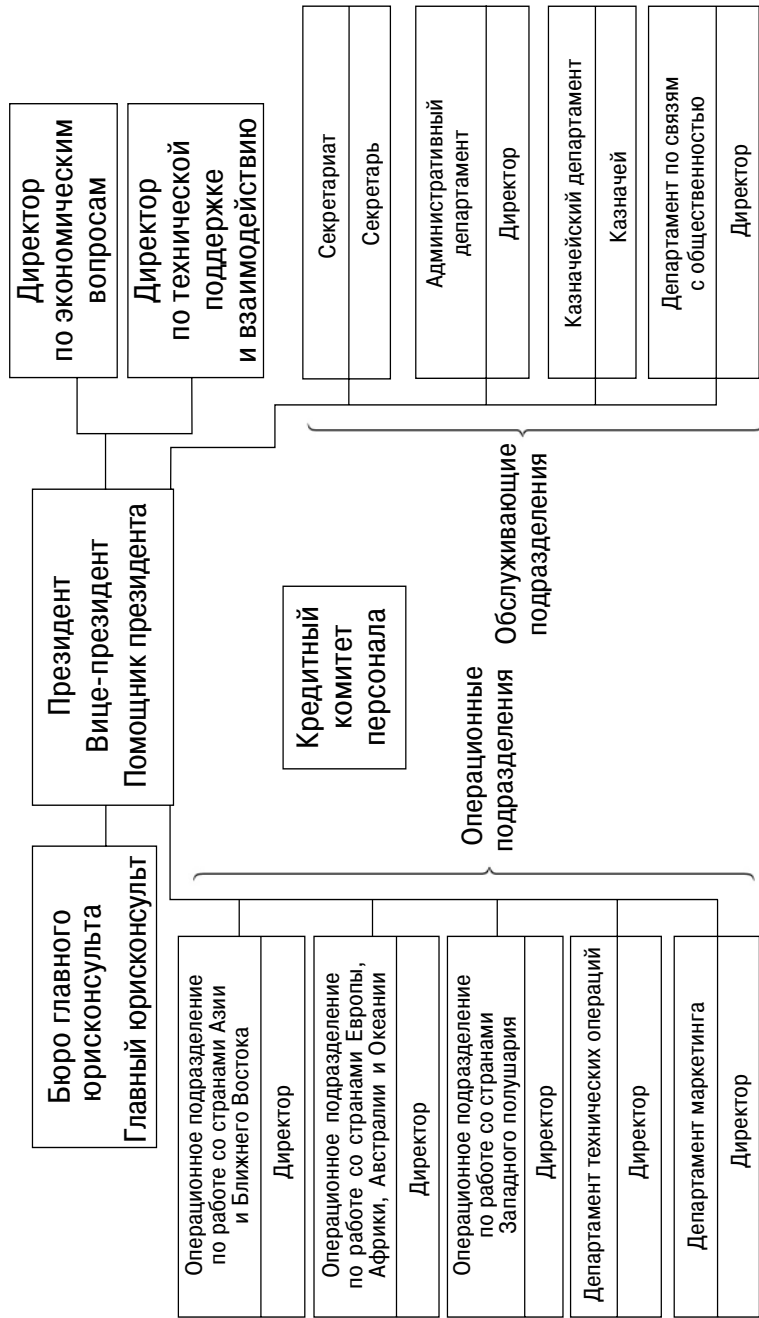 Бюро главного
юрисконсульта
Главный юрисконсульт
Президент
Вице-президент
Помощник президента
Директор
по экономическим
вопросам
Директор
по технической
поддержке
и взаимодействию
Операционное подразделение
по работе со странами Азии
и Ближнего Востока
Директор
Операционное подразделение
по работе со странами Европы,
Африки, Австралии и Океании
Директор
Операционное подразделение
по работе со странами
Западного полушария
Директор
Департамент технических операций
Директор
Департамент маркетинга
Директор
Операционные
подразделения
Кредитный
комитет
персонала
Обслуживающие
подразделения
Секретариат
Секретарь
Административный
департамент
Директор
Казначейский департамент
Казначей
Департамент по связям
с общественностью
Директор